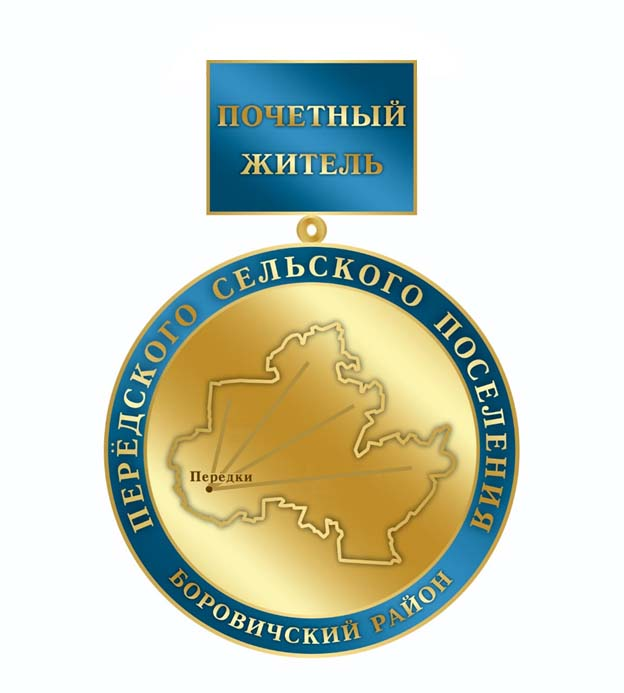 ПОЧЕТНЫЙ
ЖИТЕЛЬ
ПЕРЁДСКОГО СЕЛЬСКОГО ПОСЕЛЕНИЯ
Передки
БОРОВИЧСКИЙ РАЙОН